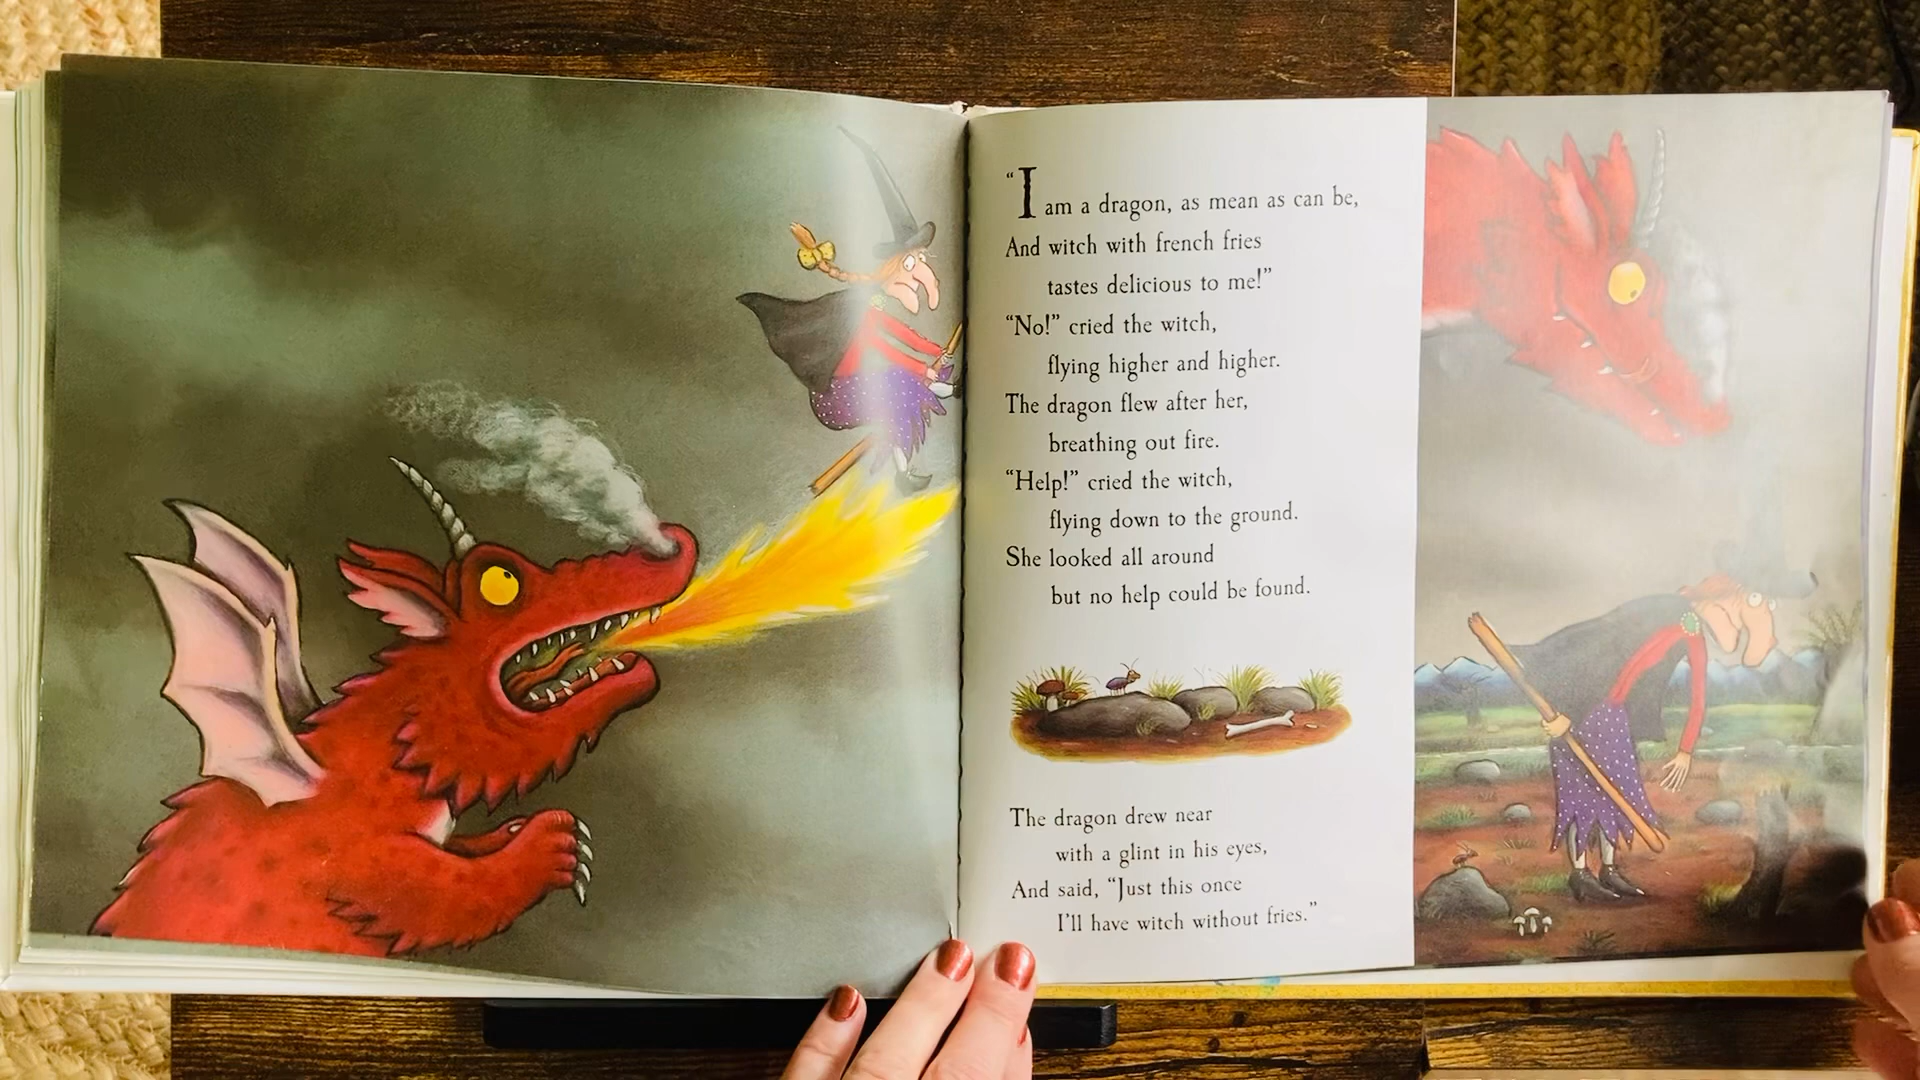 “I am a dragon, as mean as can be,
And witch with french fries
tastes delicious to me!”
“No!” cried the witch,
flying higher and higher.
The dragon flew after her,
breathing out fire.
“Help!” cried the witch,
flying down to the ground.
She looked all around
but no help could be found.
The dragon drew near
with a glint in his eyes,
And said, “Just this once
I’ll have witch without fries.”